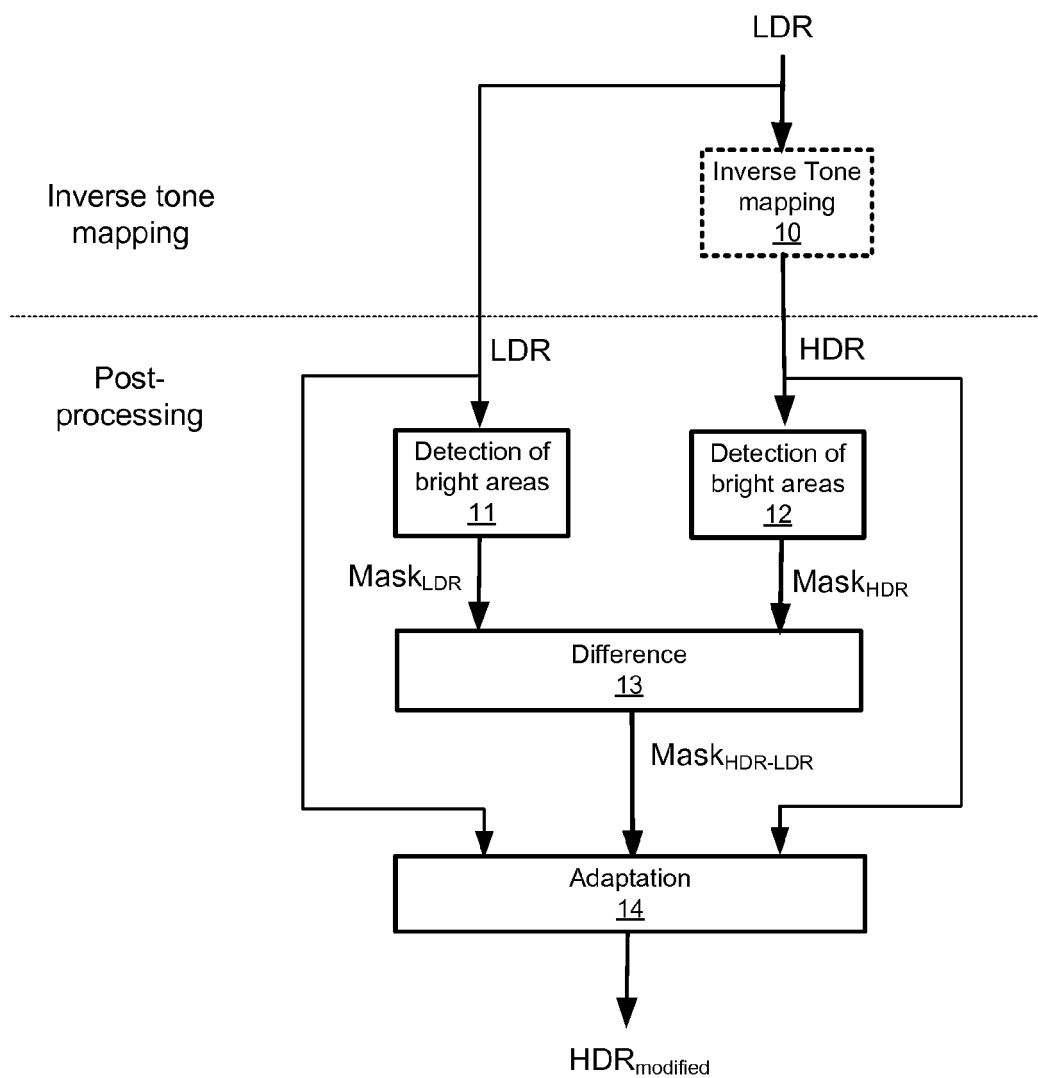 LDR
Inverse Tone
mapping
10
Inverse tone
mapping
LDR
HDR
Post-
processing
Detection of
bright areas
11
Detection of
bright areas
12
MaskLDR
MaskHDR
Difference
13
MaskHDR-LDR
Adaptation
14
HDRmodified